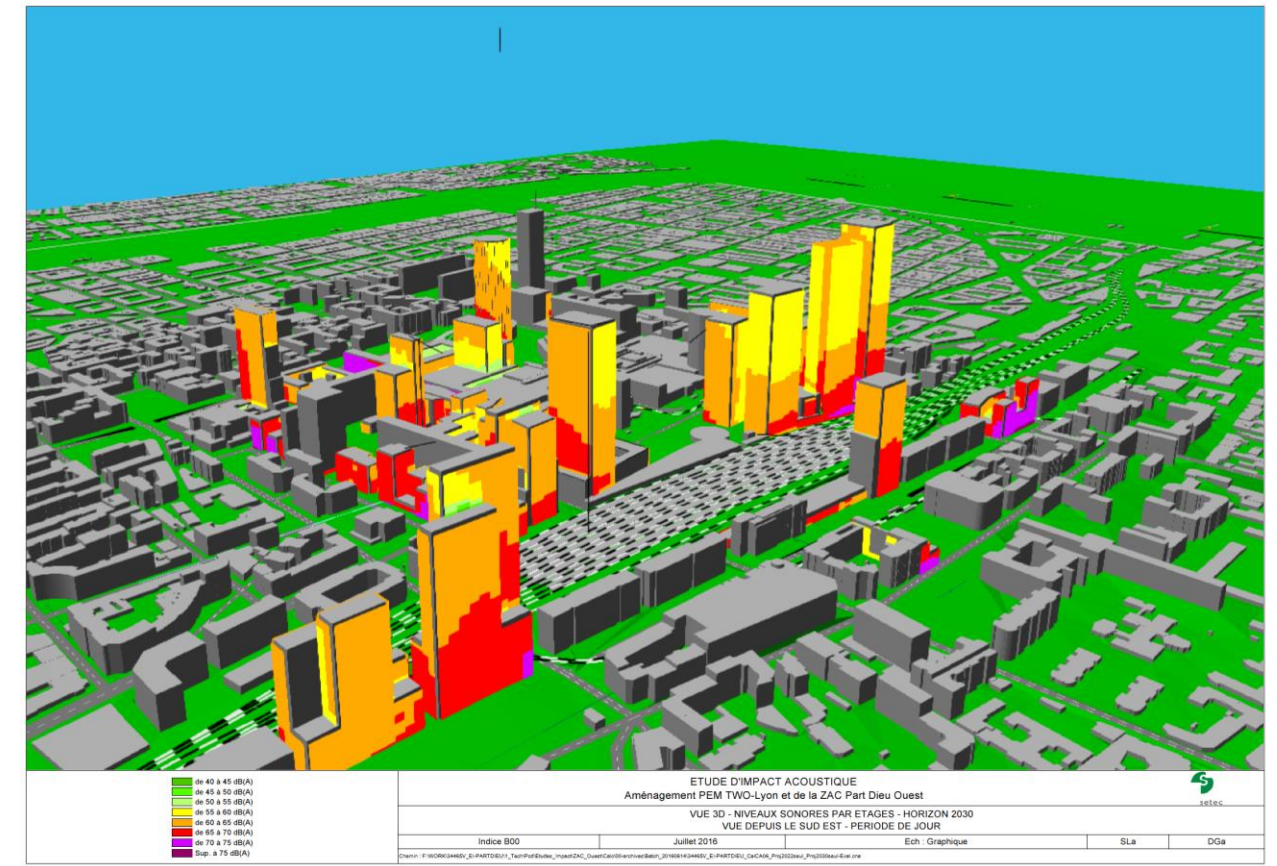 de 40 à 45 dB(A)
de 45 à 50 dB(A)
de 50 à 55 dB(A)
de 55 à 60 dB(A)
de 60 à 65 dB(A)
de 65 à 70 dB(A)
de 70 à 75 dB(A)
Sup. à 75 dB(A)
ETUDE D'IMPACT ACOUSTIQUE
Aménagement PEM TWO-Lyon et de la ZAC Part Dieu Ouest
setec
VUE 3D - NIVEAUX SONORES PAR ETAGES - HORIZON 2030
VUE DEPUIS LE SUD EST - PERIODE DE JOUR
Indice B00 Juillet 2016 Ech : Graphique SLa DGa
Chemin :